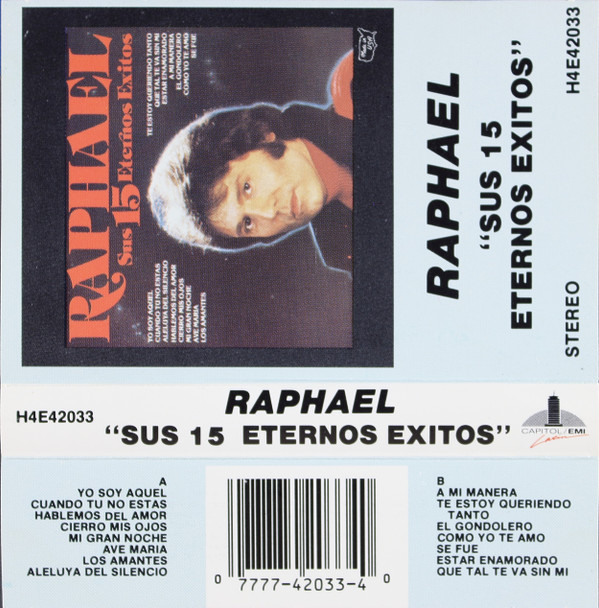 RAPHAEL
Sus 15 Eternos Exitos
YO SOY AQUEL
CUANDO TU NO ESTAS
ALELUYA DEL SILENCIO
HABLEMOS DEL AMOR
CIERRO MIS OJOS
MI GRAN NOCHE
AVE MARIA
LOS AMANTES
TE ESTOY QUERIENDO TANTO
QUE TAL TE VA SIN MI
ESTAR ENAMORADO
A MI MANERA
EL GONDOLERO
COMO YO TE AMO
SE FUE
Made in
USA
RAPHAEL
"SUS 15
ETERNOS EXITOS"
STEREO
H4E42033
H4E42033
RAPHAEL
"SUS 15 ETERNOS EXITOS"
CAPITOL/EMI
Latin
A
YO SOY AQUEL
CUANDO TU NO ESTAS
HABLEMOS DEL AMOR
CIERRO MIS OJOS
MI GRAN NOCHE
AVE MARIA
LOS AMANTES
ALELUYA DEL SILENCIO
0 7777-42033-4 0
B
A MI MANERA
TE ESTOY QUERIENDO
TANTO
EL GONDOLERO
COMO YO TE AMO
SE FUE
ESTAR ENAMORADO
QUE TAL TE VA SIN MI